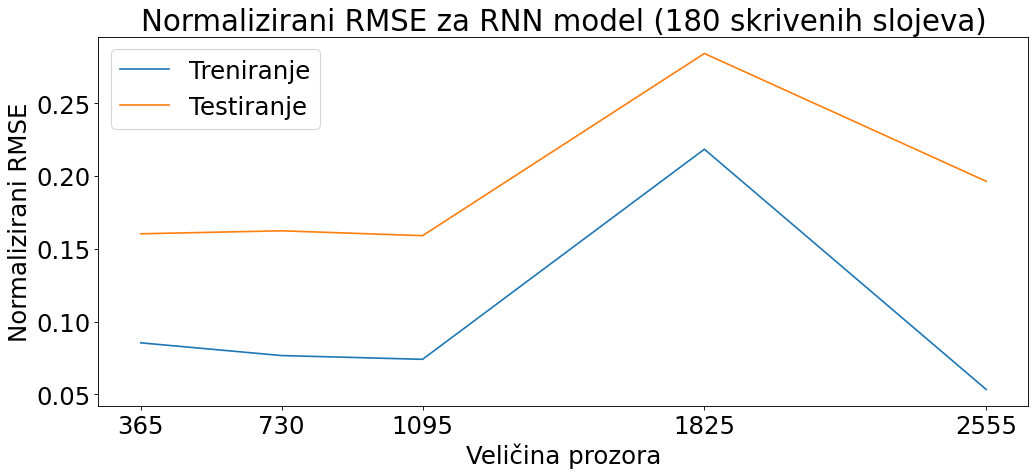 Normalizirani RMSE za RNN model (180 skrivenih slojeva)
Treniranje
Testiranje
Normalizirani RMSE
0.25
0.20
0.15
0.10
0.05
365 730 1095 1825 2555
Veličina prozora